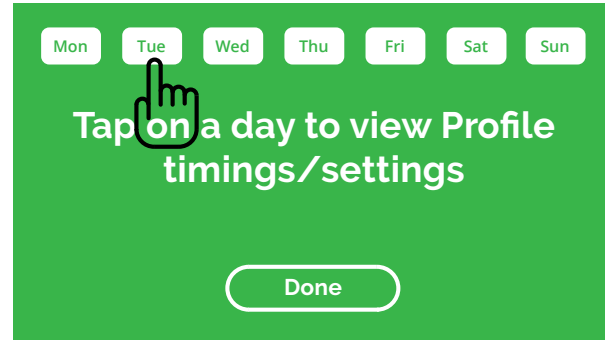 Mon Tue Wed Thu Fri Sat Sun
Tap on a day to view Profile
timings/settings
Done